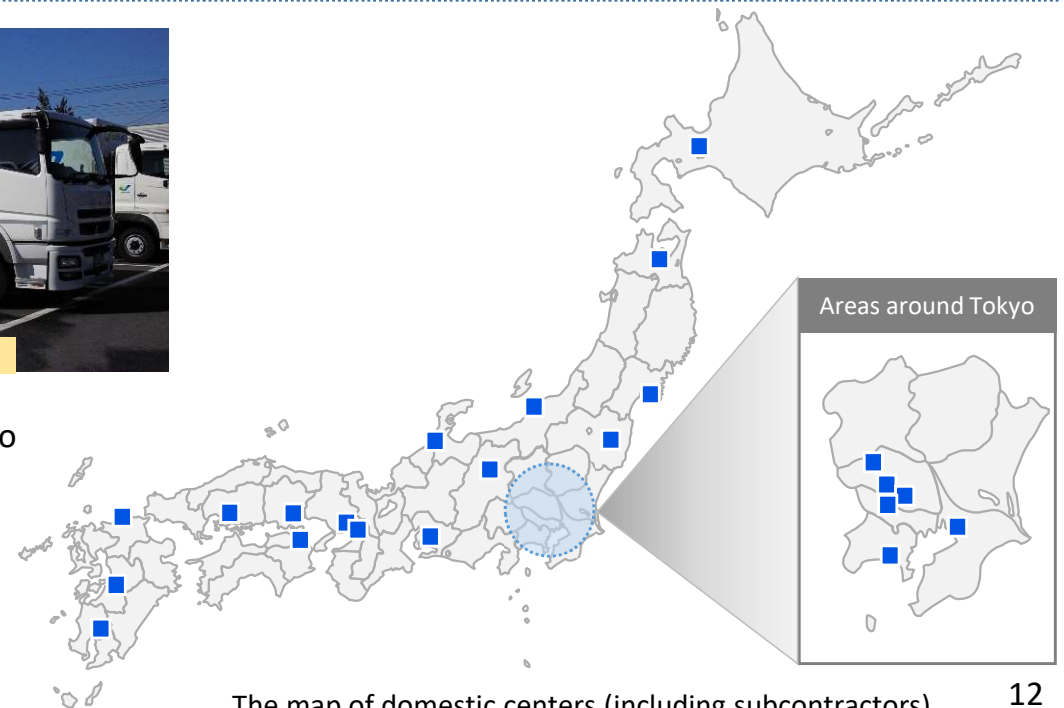 Areas around Tokyo
o
The map of domestic centers (including subcontractors)
12